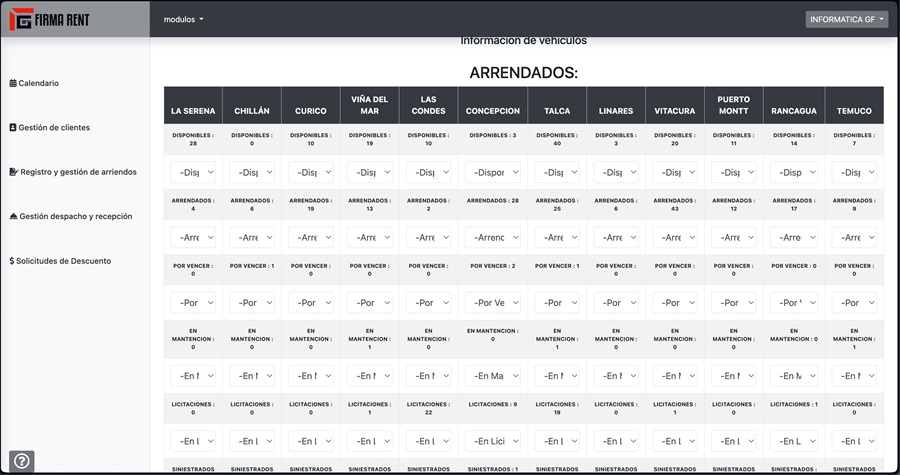 FIRMA RENT
modulos
INFORMATICA GF
Calendario
Gestión de clientes
Registro y gestión de arriendos
Gestión despacho y recepción
$ Solicitudes de Descuento
Información de vehículos
ARRENDADOS:
LA SERENA CHILLÁN CURICO VIÑA DEL MAR LAS CONDES CONCEPCION TALCA LINARES VITACURA PUERTO MONTT RANCAGUA TEMUCO
DISPONIBLES : 28 DISPONIBLES : 0 DISPONIBLES : 10 DISPONIBLES : 19 DISPONIBLES : 10 DISPONIBLES : 3 DISPONIBLES : 40 DISPONIBLES : 3 DISPONIBLES : 20 DISPONIBLES : 11 DISPONIBLES : 14 DISPONIBLES : 7
-Disp -Disp -Disp -Disp -Disp -Dispor -Disp -Disp -Disp -Disp -Disp -Disp
ARRENDADOS : 4 ARRENDADOS : 6 ARRENDADOS : 19 ARRENDADOS : 13 ARRENDADOS : 2 ARRENDADOS : 28 ARRENDADOS : 25 ARRENDADOS : 6 ARRENDADOS : 43 ARRENDADOS : 12 ARRENDADOS : 17 ARRENDADOS : 9
-Arre -Arre -Arre -Arre -Arre -Arrenc -Arre -Arre -Arre -Arre -Arre -Arre
POR VENCER : 0 POR VENCER : 1 POR VENCER : 0 POR VENCER : 0 POR VENCER : 0 POR VENCER : 2 POR VENCER : 1 POR VENCER : 0 POR VENCER : 0 POR VENCER : 0 POR VENCER : 0 POR VENCER : 0
-Por -Por -Por -Por -Por -Por Ve -Por -Por -Por -Por -Por -Por
EN MANTENCION : 0 EN MANTENCION : 0 EN MANTENCION : 0 EN MANTENCION : 1 EN MANTENCION : 0 EN MANTENCION : 0 EN MANTENCION : 1 EN MANTENCION : 0 EN MANTENCION : 0 EN MANTENCION : 0 EN MANTENCION : 0 EN MANTENCION : 1
-En -En -En -En -En -En Ma -En -En -En -En -En -En
LICITACIONES : 0 LICITACIONES : 0 LICITACIONES : 0 LICITACIONES : 1 LICITACIONES : 22 LICITACIONES : 9 LICITACIONES : 19 LICITACIONES : 0 LICITACIONES : 1 LICITACIONES : 0 LICITACIONES : 1 LICITACIONES : 0
-En L -En L -En L -En L -En L -En Lici -En L -En L -En L -En L -En L -En L
SINIESTRADOS SINIESTRADOS SINIESTRADOS SINIESTRADOS SINIESTRADOS SINIESTRADOS : 1 SINIESTRADOS SINIESTRADOS SINIESTRADOS SINIESTRADOS SINIESTRADOS SINIESTRADOS